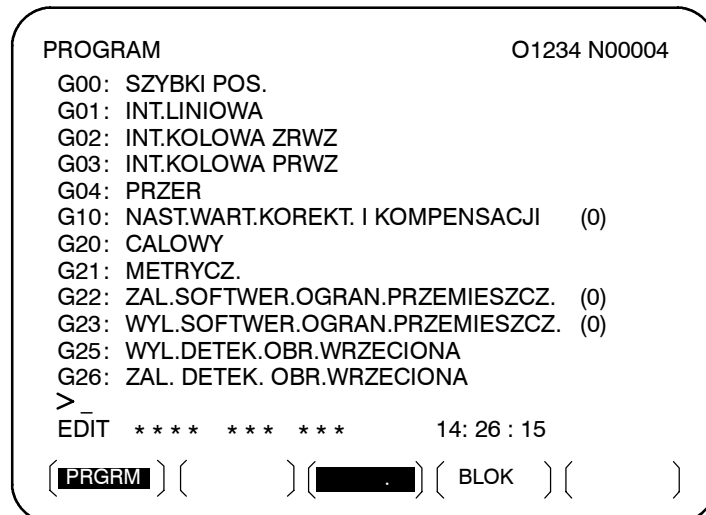 PROGRAM O1234 N00004
G00: SZYBKI POS.
G01: INT.LINIOWA
G02: INT.KOLOWA ZRWZ
G03: INT.KOLOWA PRWZ
G04: PRZER
G10: NAST.WART.KOREKT. I KOMPENSACJI (0)
G20: CALOWY
G21: METRYCZ.
G22: ZAL.SOFTWER.OGRAN.PRZEMIESZCZ. (0)
G23: WYL.SOFTWER.OGRAN.PRZEMIESZCZ. (0)
G25: WYL.DETEK.OBR.WRZECIONA
G26: ZAL. DETEK. OBR.WRZECIONA
>_
EDIT **** *** *** 14: 26 : 15
(PRGRM) ( ) ( . ) ( BLOK ) ( )